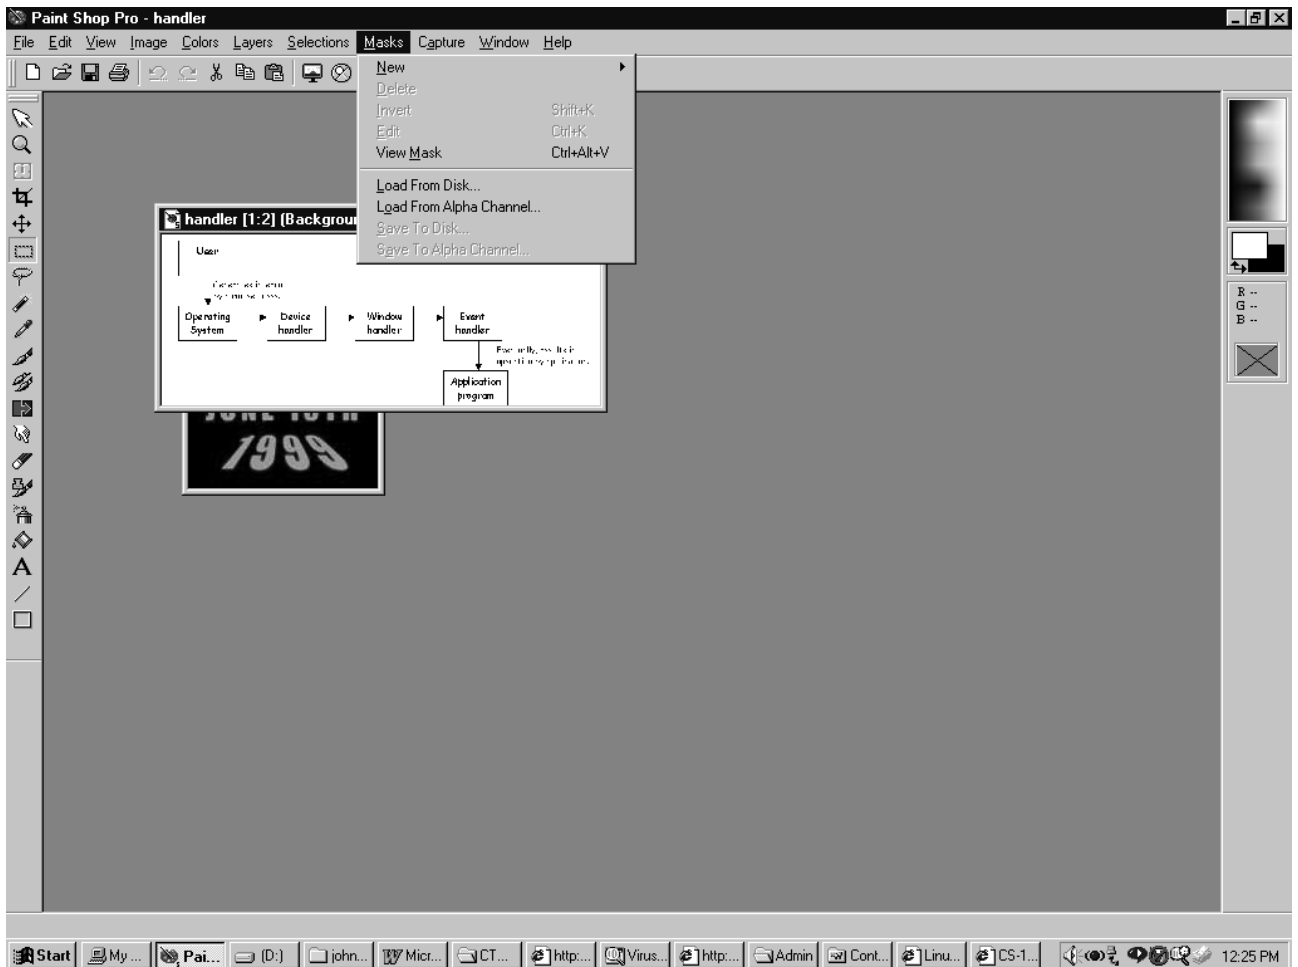 Paint Shop Pro - handler
File Edit View Image Colors Layers Selections Masks Capture Window Help
New
Delete
Invert Shift+K
Edit Ctrl+K
View Mask Ctrl+Alt+V
Load From Disk...
Load From Alpha Channel...
Save To Disk...
Save To Alpha Channel...
handler [1:2] (Backgrou
User
Operating System
Device handler
Window handler
Event handler
Application program
1999
R --
G --
B --
A
Start My ... Pai... (D:) john... Micr... CT... http:... Virus... http:... Admin Cont... Linu... CS-1... 12:25 PM